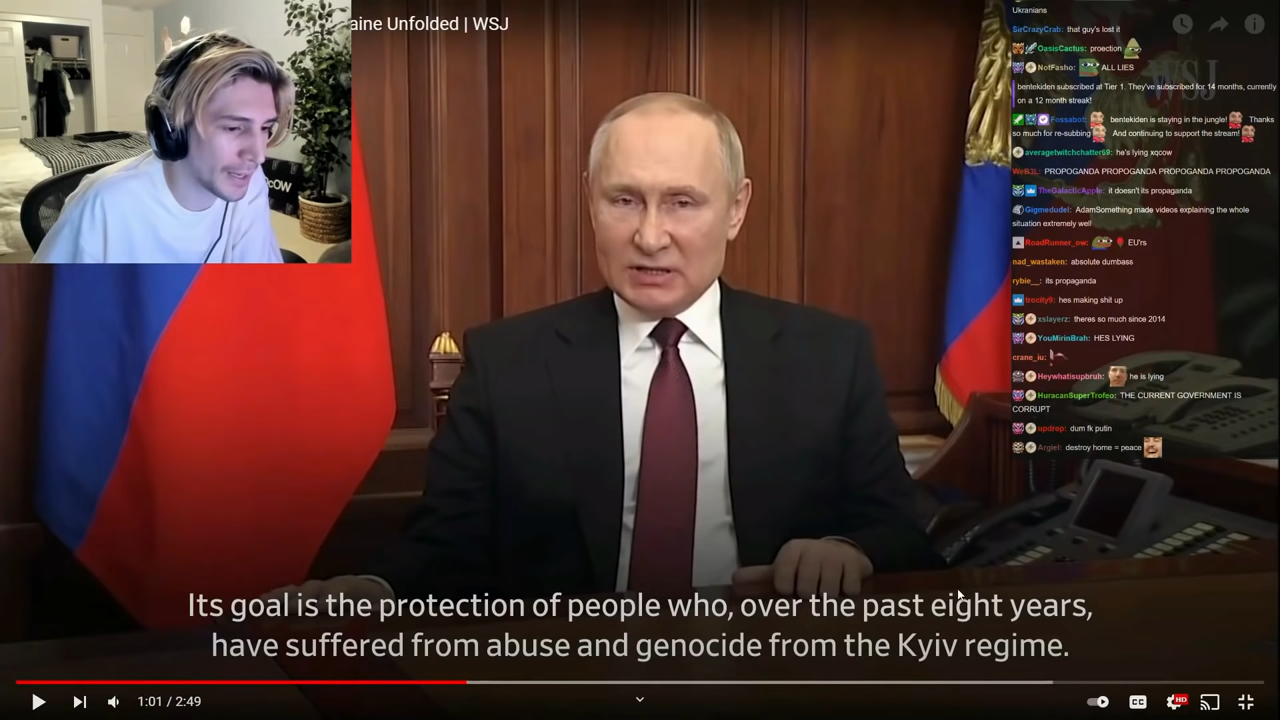 aine Unfolded | WSJ
Ukranians
SirCrazyCrab: that guy's lost it
OasisCactus: proection
NotFasho: ALL LIES
WSJ
bentekiden subscribed at Tier 1. They've subscribed for 14 months, currently
on a 12 month streak!
Fossabot: bentekiden is staying in the jungle! Thanks
so much for re-subbing And continuing to support the stream!
averagetwitchchatter69: he's lying xqcow
WeB3L: PROPOGANDA PROPOGANDA PROPOGANDA PROPOGANDA
TheGalacticApple: it doesn't its propaganda
Gigmedudel: AdamSomething made videos explaining the whole
situation extremely well
RoadRunner_ow: EU'rs
nad_wastaken: absolute dumbass
rybie__: its propaganda
trocity9: hes making shit up
xslayerz: theres so much since 2014
YouMirinBrah: HES LYING
crane_iu:
Heywhatisupbruh: he is lying
HuracanSuperTrofeo: THE CURRENT GOVERNMENT IS
CORRUPT
updrop: dum fk putin
Argiel: destroy home = peace
Its goal is the protection of people who, over the past eight years,
have suffered from abuse and genocide from the Kyiv regime.
1:01 / 2:49
CC
HD